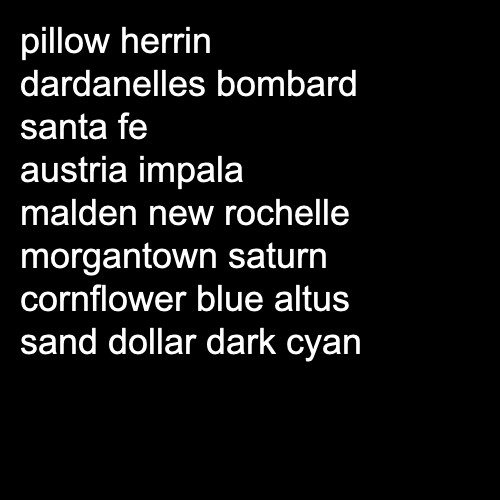 pillow herrin
dardanelles bombard
santa fe
austria impala
malden new rochelle
morgantown saturn
cornflower blue altus
sand dollar dark cyan